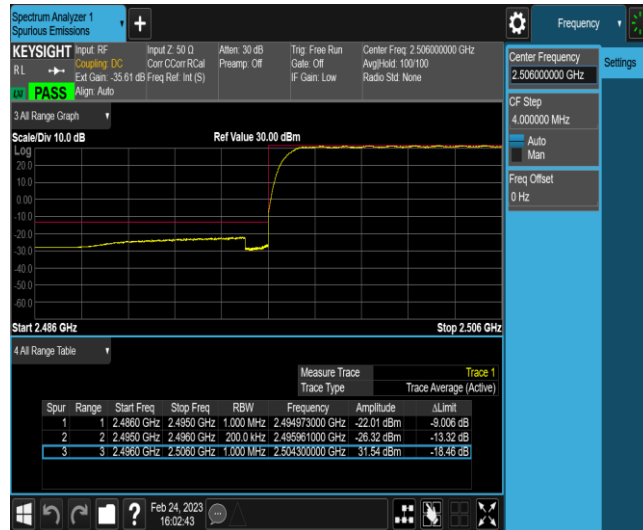 Spectrum Analyzer 1
Spurious Emissions
Frequency
KEYSIGHT Input: RF Input Z: 50 Ω Atten: 30 dB Trig: Free Run Center Freq: 2.506000000 GHz
RL Coupling: DC Corr CCorr RCal Preamp: Off Gate: Off Avg|Hold: 100/100
Ext Gain: -35.61 dB Freq Ref: Int (S) IF Gain: Low Radio Std: None
PASS Align: Auto
Center Frequency
2.506000000 GHz
Settings
CF Step
4.000000 MHz
Auto
Man
Freq Offset
0 Hz
3 All Range Graph
Scale/Div 10.0 dB Ref Value 30.00 dBm
Log
20.0
10.0
0.00
-10.0
-20.0
-30.0
-40.0
-50.0
-60.0
Start 2.486 GHz Stop 2.506 GHz
4 All Range Table
Measure Trace Trace 1
Trace Type Trace Average (Active)
Spur Range Start Freq Stop Freq RBW Frequency Amplitude ΔLimit
1 1 2.4860 GHz 2.4950 GHz 1.000 MHz 2.494973000 GHz -22.01 dBm -9.006 dB
2 2 2.4950 GHz 2.4960 GHz 200.0 kHz 2.495961000 GHz -26.32 dBm -13.32 dB
3 3 2.4960 GHz 2.5060 GHz 1.000 MHz 2.504300000 GHz 31.54 dBm -18.46 dB
Feb 24, 2023
16:02:43